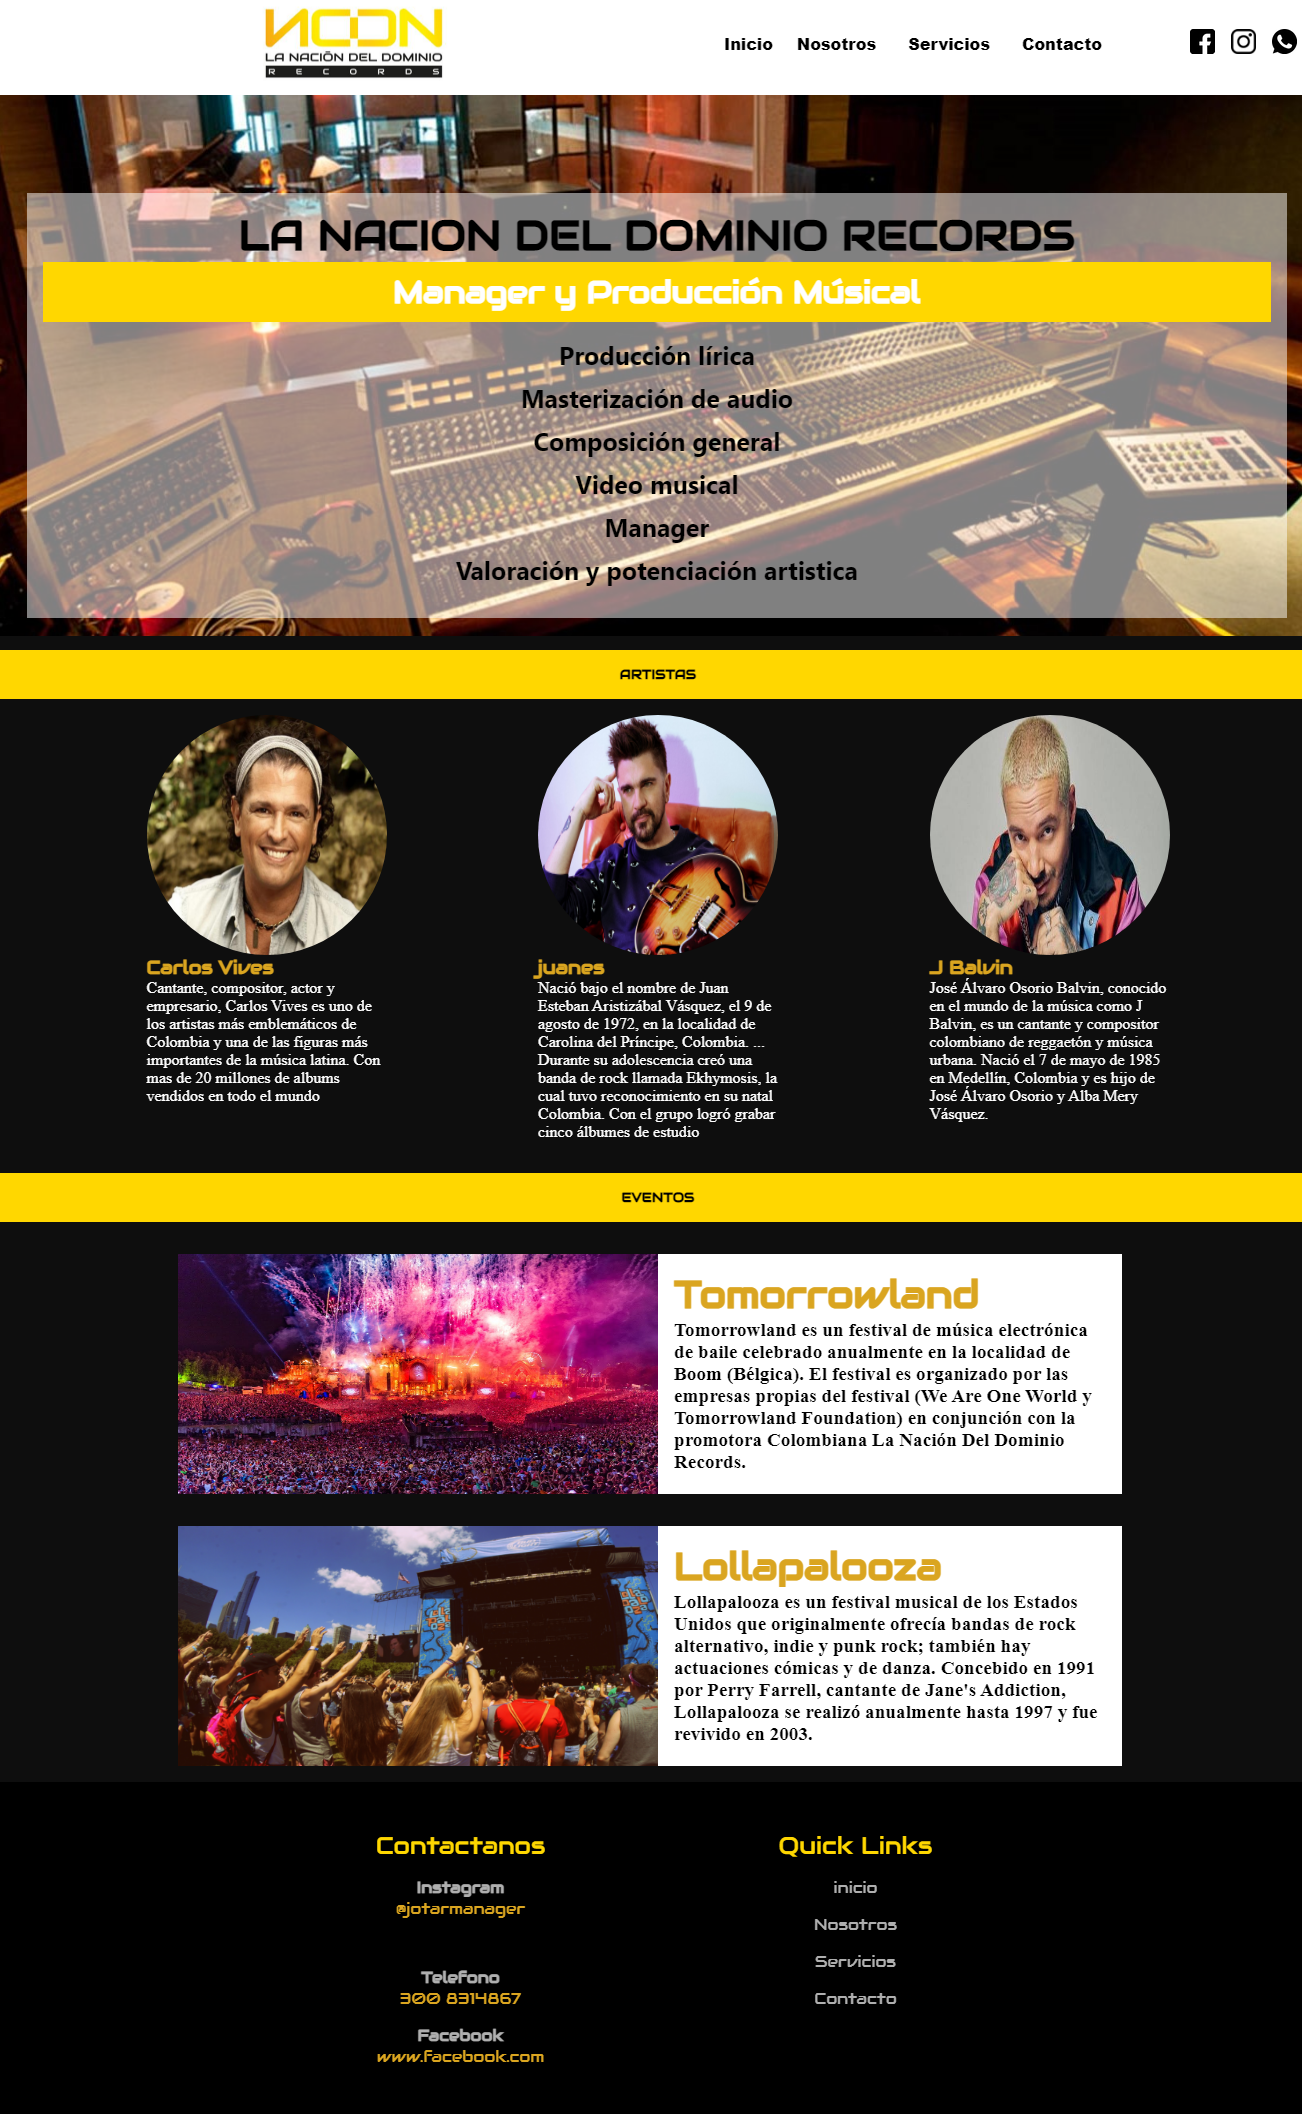 NCDN
LA NACIÓN DEL DOMINIO
RECORDS
Inicio Nosotros Servicios Contacto
LA NACION DEL DOMINIO RECORDS
Manager y Producción Músical
Producción lírica
Masterización de audio
Composición general
Video musical
Manager
Valoración y potenciación artistica
ARTISTAS
Carlos Vives
Cantante, compositor, actor y
empresario, Carlos Vives es uno de
los artistas más emblemáticos de
Colombia y una de las figuras más
importantes de la música latina. Con
mas de 20 millones de albums
vendidos en todo el mundo
juanes
Nació bajo el nombre de Juan
Esteban Aristizábal Vásquez, el 9 de
agosto de 1972, en la localidad de
Carolina del Príncipe, Colombia. ...
Durante su adolescencia creó una
banda de rock llamada Ekhymosis, la
cual tuvo reconocimiento en su natal
Colombia. Con el grupo logró grabar
cinco álbumes de estudio
J Balvin
José Álvaro Osorio Balvin, conocido
en el mundo de la música como J
Balvin, es un cantante y compositor
colombiano de reggaetón y música
urbana. Nació el 7 de mayo de 1985
en Medellín, Colombia y es hijo de
José Álvaro Osorio y Alba Mery
Vásquez.
EVENTOS
Tomorrowland
Tomorrowland es un festival de música electrónica
de baile celebrado anualmente en la localidad de
Boom (Bélgica). El festival es organizado por las
empresas propias del festival (We Are One World y
Tomorrowland Foundation) en conjunción con la
promotora Colombiana La Nación Del Dominio
Records.
Lollapalooza
Lollapalooza es un festival musical de los Estados
Unidos que originalmente ofrecía bandas de rock
alternativo, indie y punk rock; también hay
actuaciones cómicas y de danza. Concebido en 1991
por Perry Farrell, cantante de Jane's Addiction,
Lollapalooza se realizó anualmente hasta 1997 y fue
revivido en 2003.
Contactanos
Instagram
@jotarmanager
Telefono
300 8314867
Facebook
www.facebook.com
Quick Links
inicio
Nosotros
Servicios
Contacto